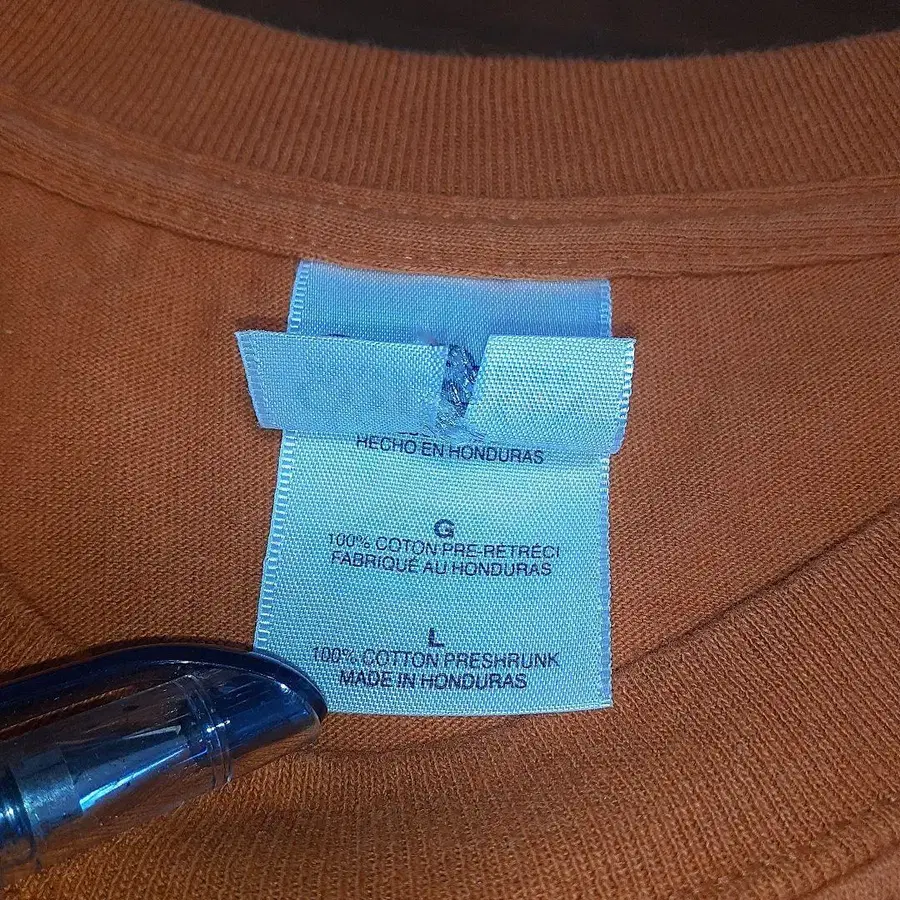 HECHO EN HONDURAS
G
100% COTON PRE-RÉTRÉCI
FABRIQUÉ AU HONDURAS
L
100% COTTON PRESHRUNK
MADE IN HONDURAS